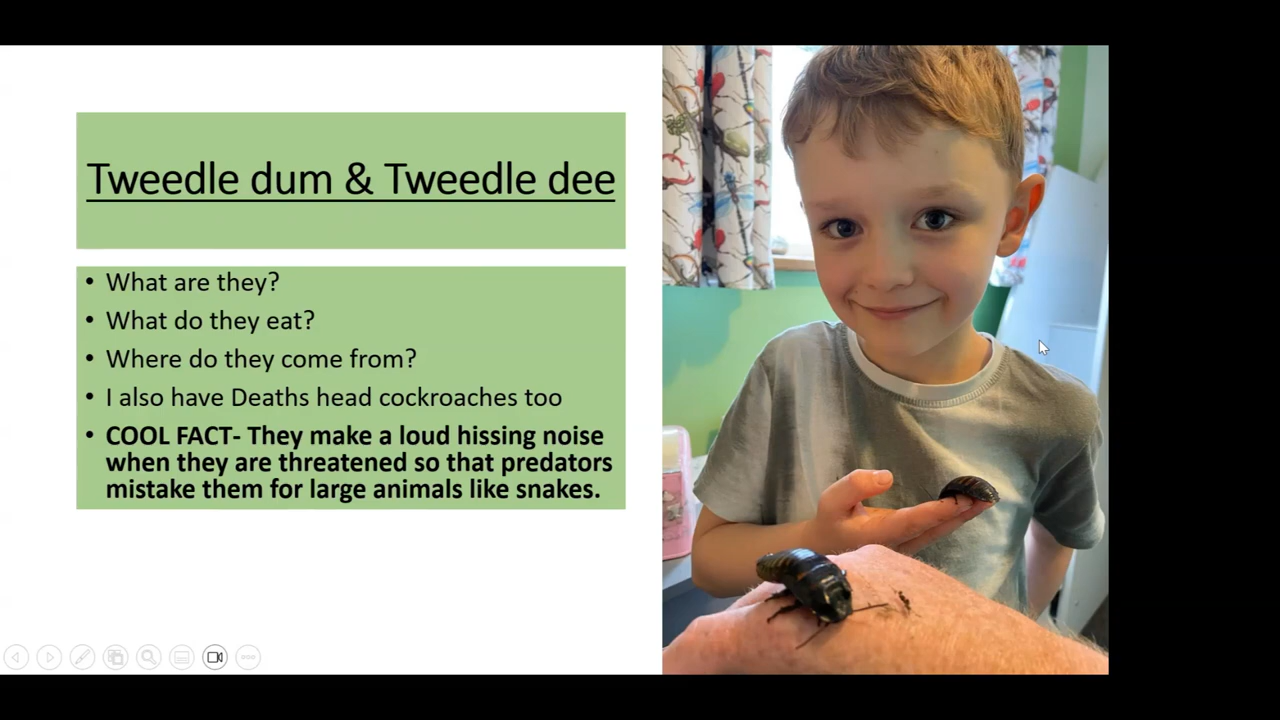 Tweedle dum & Tweedle dee
• What are they?
• What do they eat?
• Where do they come from?
• I also have Deaths head cockroaches too
• COOL FACT- They make a loud hissing noise
when they are threatened so that predators
mistake them for large animals like snakes.